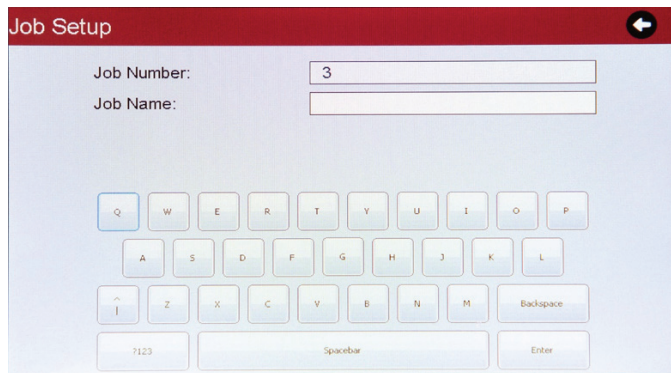 Job Setup
Job Number: 3
Job Name:
Q W E R T Y U I O P
A S D F G H J K L
Z X C V B N M Backspace
?123 Spacebar Enter